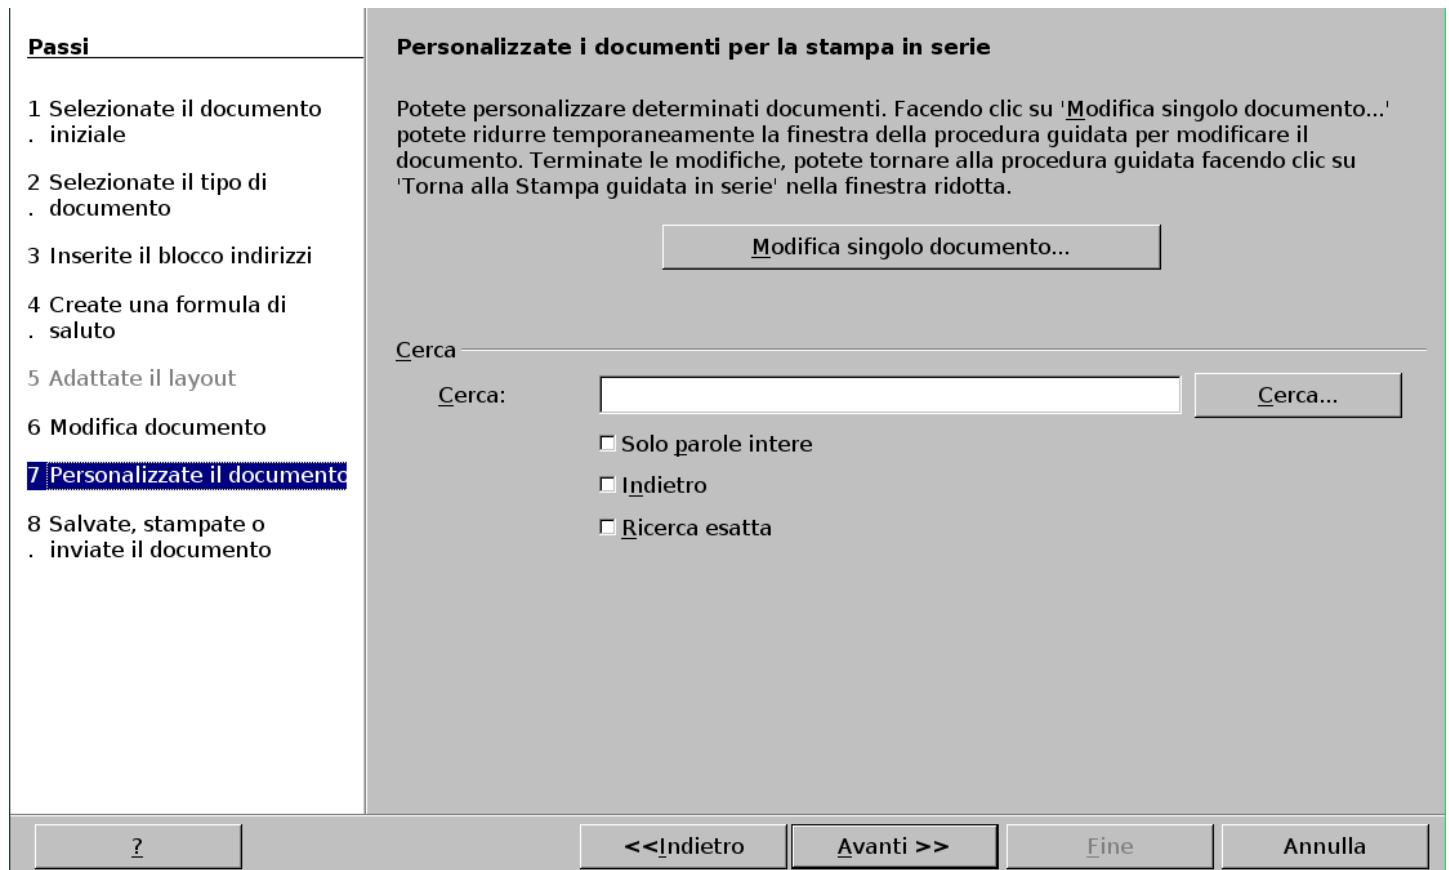 Passi
1 Selezionate il documento
. iniziale
2 Selezionate il tipo di
. documento
3 Inserite il blocco indirizzi
4 Create una formula di
. saluto
5 Adattate il layout
6 Modifica documento
7 Personalizzate il documento
8 Salvate, stampate o
. inviate il documento
Personalizzate i documenti per la stampa in serie
Potete personalizzare determinati documenti. Facendo clic su 'Modifica singolo documento...'
potete ridurre temporaneamente la finestra della procedura guidata per modificare il
documento. Terminate le modifiche, potete tornare alla procedura guidata facendo clic su
'Torna alla Stampa guidata in serie' nella finestra ridotta.
Modifica singolo documento...
Cerca
Cerca:
Cerca...
Solo parole intere
Indietro
Ricerca esatta
?
<<Indietro
Avanti >>
Fine
Annulla